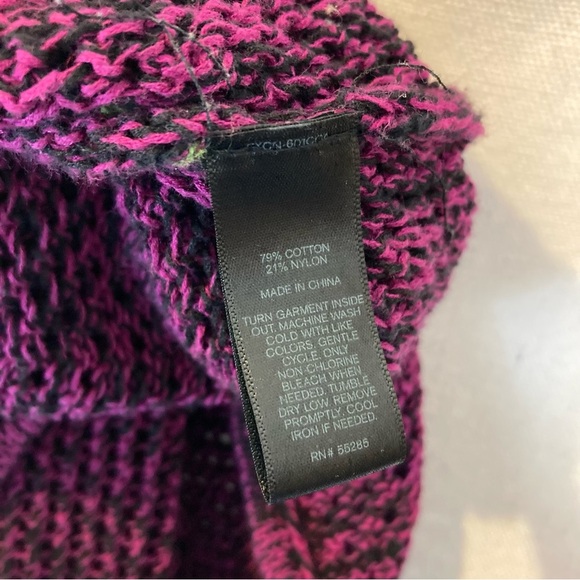 79% COTTON
21% NYLON
MADE IN CHINA
TURN GARMENT INSIDE
OUT. MACHINE WASH
COLD WITH LIKE
COLORS, GENTLE
CYCLE. ONLY
NON-CHLORINE
BLEACH WHEN
NEEDED. TUMBLE
DRY LOW. REMOVE
PROMPTLY. COOL
IRON IF NEEDED.
RN# 55285